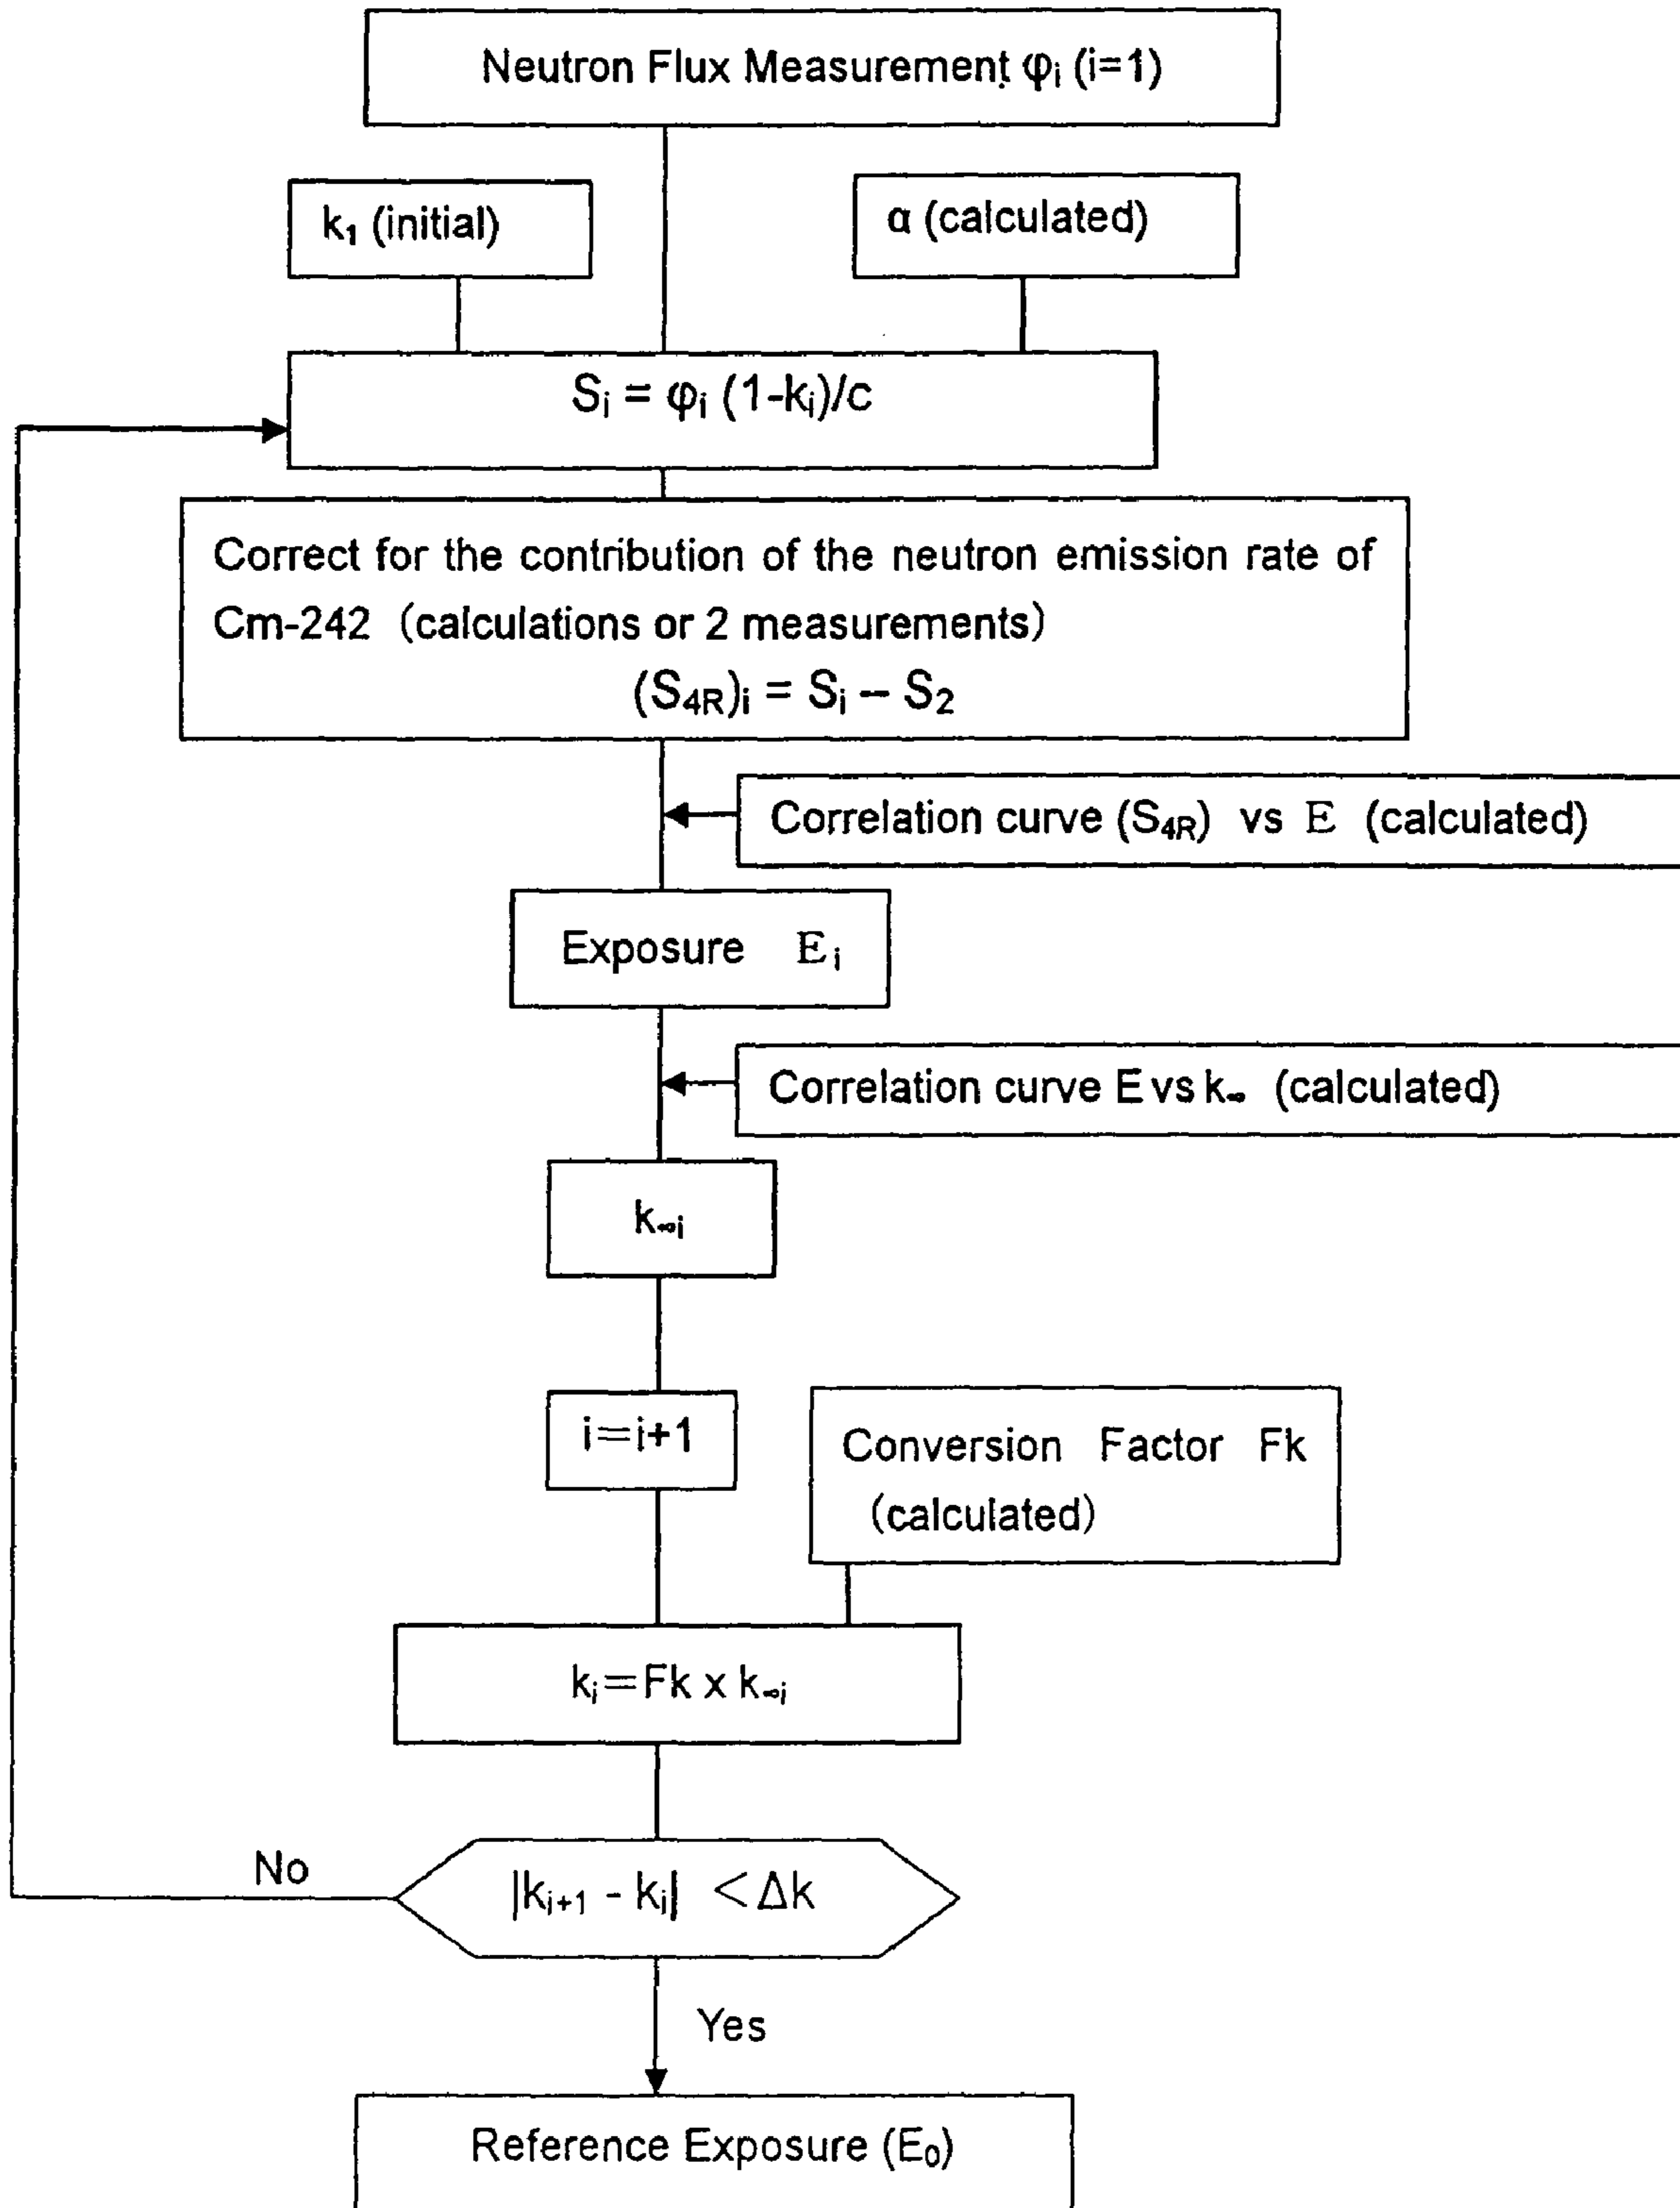 Neutron Flux Measurement φi (i=1)
k1 (initial)
α (calculated)
Si = φi (1-ki)/c
Correct for the contribution of the neutron emission rate of
Cm-242 (calculations or 2 measurements)
(S4R)i = Si – S2
Correlation curve (S4R) vs E (calculated)
Exposure Ei
Correlation curve E vs k∞ (calculated)
k∞i
i=i+1
Conversion Factor Fk
(calculated)
ki=Fk x k∞i
No
|ki+1 - ki| <Δk
Yes
Reference Exposure (E0)